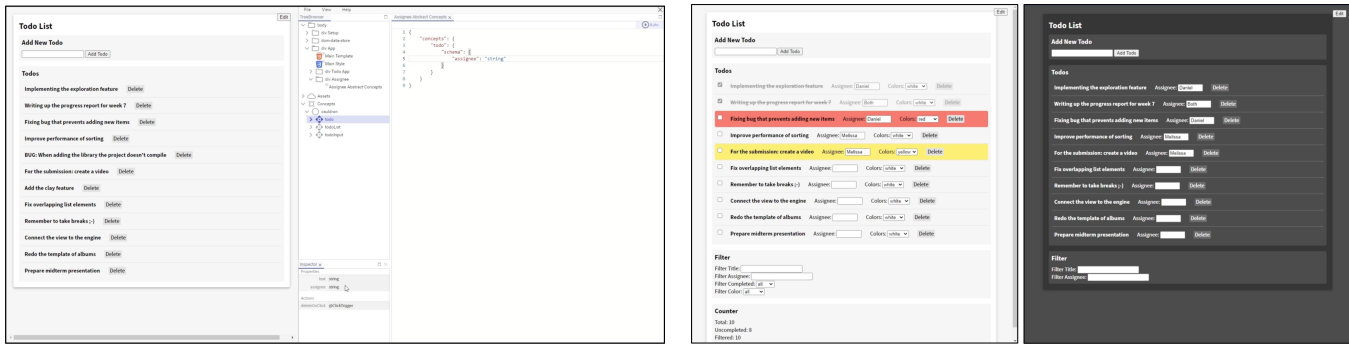 Todo List
Edit
Add New Todo
Add Todo
Todos
Implementing the exploration feature Delete
Writing up the progress report for week 7 Delete
Fixing bug that prevents adding new items Delete
Improve performance of sorting Delete
BUG: When adding the library the project doesn't compile Delete
For the submission: create a video Delete
Add the clay feature Delete
Fix overlapping list elements Delete
Remember to take breaks ;-) Delete
Connect the view to the engine Delete
Redo the template of albums Delete
Prepare midterm presentation Delete
File View Help
TreeBrowser
body
div Setup
dom-data-store
div App
Main Template
Main Style
div Todo App
div Assignee
Assignee Abstract Concepts
Assets
Concepts
cauldron
todo
todoList
todoInput
Inspector
Properties
text string
assignee string
Actions
deleteOnClick @ClickTrigger
Assignee Abstract Concepts
Auto
1 {
2 "concepts": {
3 "todo": {
4 "schema": {
5 "assignee": "string"
6 }
7 }
8 }
9 }
Edit
Todo List
Add New Todo
Add Todo
Todos
Implementing the exploration feature Assignee: Daniel Colors: white Delete
Writing up the progress report for week 7 Assignee: Both Colors: white Delete
Fixing bug that prevents adding new items Assignee: Daniel Colors: red Delete
Improve performance of sorting Assignee: Melissa Colors: white Delete
For the submission: create a video Assignee: Melissa Colors: yellow Delete
Fix overlapping list elements Assignee: Colors: white Delete
Remember to take breaks ;-) Assignee: Colors: white Delete
Connect the view to the engine Assignee: Colors: white Delete
Redo the template of albums Assignee: Colors: white Delete
Prepare midterm presentation Assignee: Colors: white Delete
Filter
Filter Title:
Filter Assignee:
Filter Completed: all
Filter Color: all
Counter
Total: 10
Uncompleted: 8
Filtered: 10
Edit
Todo List
Add New Todo
Add Todo
Todos
Implementing the exploration feature Assignee: Daniel Delete
Writing up the progress report for week 7 Assignee: Both Delete
Fixing bug that prevents adding new items Assignee: Daniel Delete
Improve performance of sorting Assignee: Melissa Delete
For the submission: create a video Assignee: Melissa Delete
Fix overlapping list elements Assignee: Delete
Remember to take breaks ;-) Assignee: Delete
Connect the view to the engine Assignee: Delete
Redo the template of albums Assignee: Delete
Prepare midterm presentation Assignee: Delete
Filter
Filter Title:
Filter Assignee: